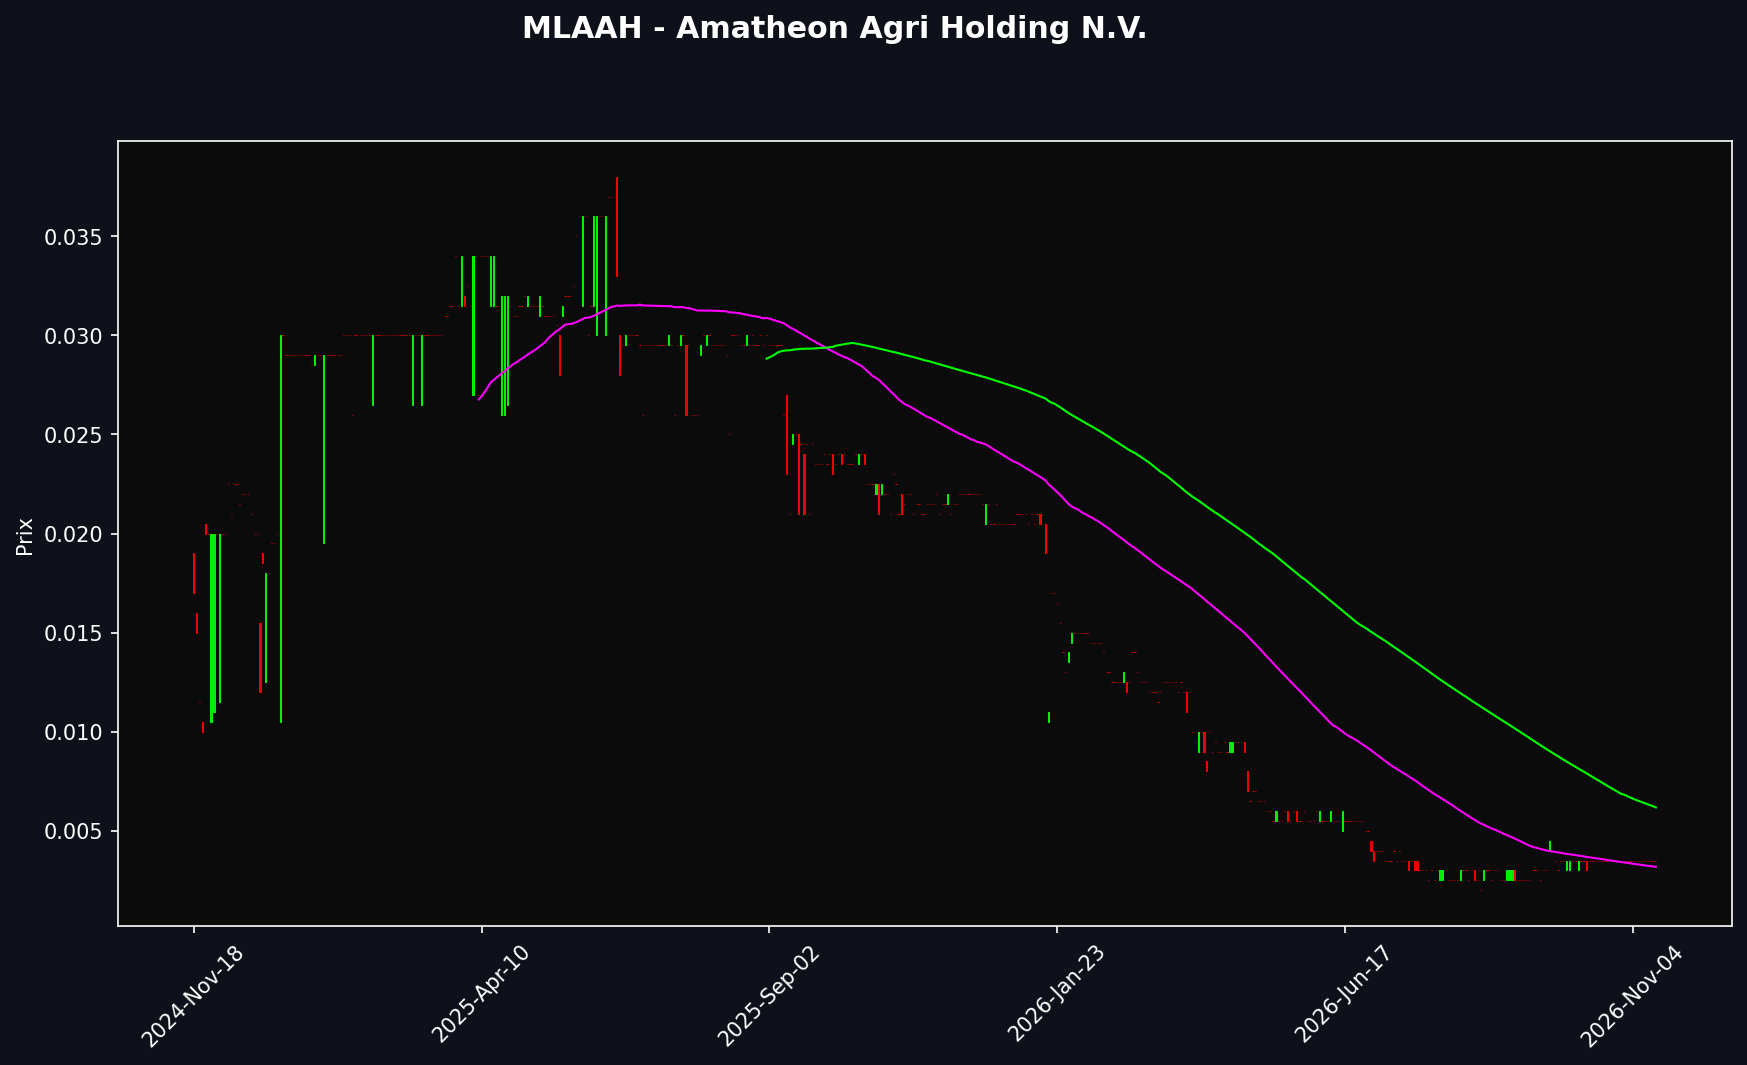 MLAAH - Amatheon Agri Holding N.V.
Prix
0.035
0.030
0.025
0.020
0.015
0.010
0.005
2024-Nov-18
2025-Apr-10
2025-Sep-02
2026-Jan-23
2026-Jun-17
2026-Nov-04